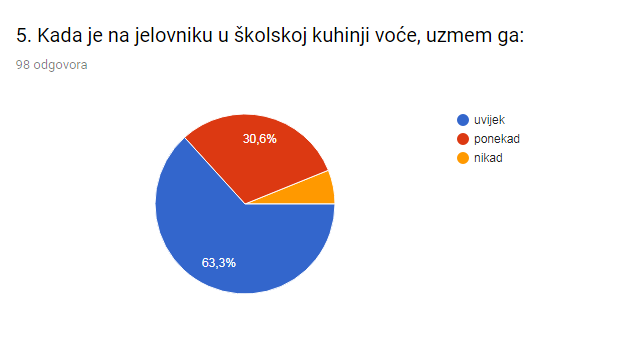 5. Kada je na jelovniku u školskoj kuhinji voće, uzmem ga:
98 odgovora
uvijek
ponekad
nikad
30,6%
63,3%